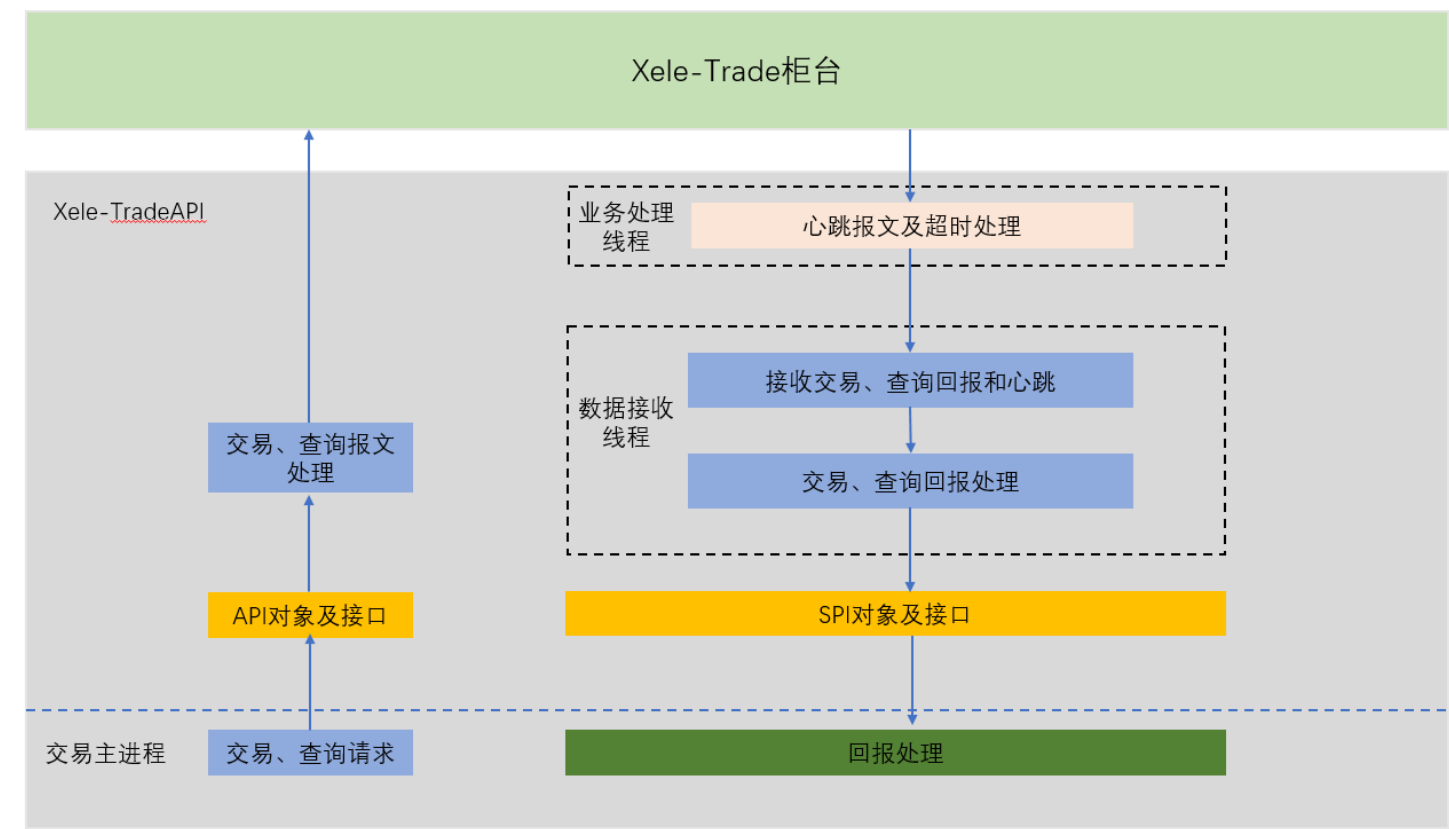 Xele-Trade柜台
Xele-TradeAPI
业务处理
线程
心跳报文及超时处理
数据接收
线程
接收交易、查询回报和心跳
交易、查询回报处理
交易、查询报文
处理
API对象及接口
SPI对象及接口
交易主进程
交易、查询请求
回报处理